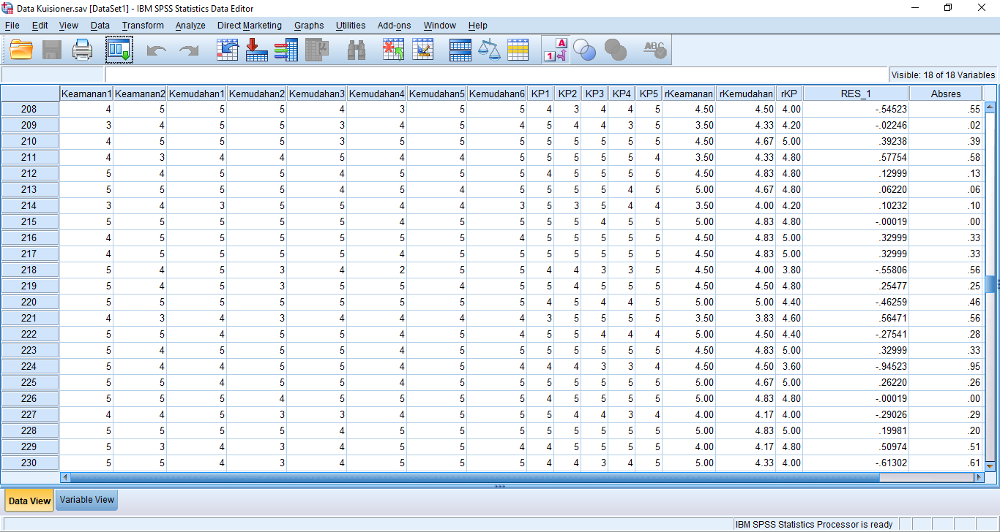 Data Kuisioner.sav [DataSet1] - IBM SPSS Statistics Data Editor
File Edit View Data Transform Analyze Direct Marketing Graphs Utilities Add-ons Window Help
Visible: 18 of 18 Variables
Keamanan1 Keamanan2 Kemudahan1 Kemudahan2 Kemudahan3 Kemudahan4 Kemudahan5 Kemudahan6 KP1 KP2 KP3 KP4 KP5 rKeamanan rKemudahan rKP RES_1 Absres
208 4 5 5 5 4 3 5 5 4 3 4 4 5 4.50 4.50 4.00 -.54523 .55
209 3 4 5 5 3 4 5 4 5 4 4 3 5 3.50 4.33 4.20 -.02246 .02
210 4 5 5 5 3 5 5 5 5 5 5 5 5 4.50 4.67 5.00 .39238 .39
211 4 3 4 4 5 4 4 5 5 5 5 5 4 3.50 4.33 4.80 .57754 .58
212 5 4 5 5 4 5 5 5 4 5 5 5 5 4.50 4.83 4.80 .12999 .13
213 5 5 5 5 4 5 4 5 5 5 5 4 5 5.00 4.67 4.80 .06220 .06
214 3 4 3 5 5 4 4 3 5 3 5 4 4 3.50 4.00 4.20 .10232 .10
215 5 5 5 5 5 4 5 5 5 5 4 5 5 5.00 4.83 4.80 -.00019 .00
216 4 5 5 5 5 5 5 4 5 5 5 5 5 4.50 4.83 5.00 .32999 .33
217 4 5 5 5 5 4 5 5 5 5 5 5 5 4.50 4.83 5.00 .32999 .33
218 5 4 5 3 4 2 5 5 4 4 3 3 5 4.50 4.00 3.80 -.55806 .56
219 5 4 5 3 5 5 4 5 5 4 5 5 5 4.50 4.50 4.80 .25477 .25
220 5 5 5 5 5 5 5 5 4 5 4 4 5 5.00 5.00 4.40 -.46259 .46
221 4 3 4 3 4 4 4 4 3 5 5 5 5 3.50 3.83 4.60 .56471 .56
222 5 5 4 5 5 4 5 4 5 5 4 4 4 5.00 4.50 4.40 -.27541 .28
223 5 4 5 5 4 5 5 5 5 5 5 5 5 4.50 4.83 5.00 .32999 .33
224 5 4 4 5 5 4 5 4 4 4 3 3 4 4.50 4.50 3.60 -.94523 .95
225 5 5 4 5 5 4 5 5 5 5 5 5 5 5.00 4.67 5.00 .26220 .26
226 5 5 5 4 5 5 5 5 4 5 5 5 5 5.00 4.83 4.80 -.00019 .00
227 4 4 5 3 3 4 5 5 5 4 4 3 4 4.00 4.17 4.00 -.29026 .29
228 5 5 5 5 4 5 5 5 5 5 5 5 5 5.00 4.83 5.00 .19981 .20
229 5 3 4 3 4 5 5 4 4 5 5 5 5 4.00 4.17 4.80 .50974 .51
230 5 5 4 3 4 5 5 5 4 4 3 4 5 5.00 4.33 4.00 -.61302 .61
Data View Variable View
IBM SPSS Statistics Processor is ready